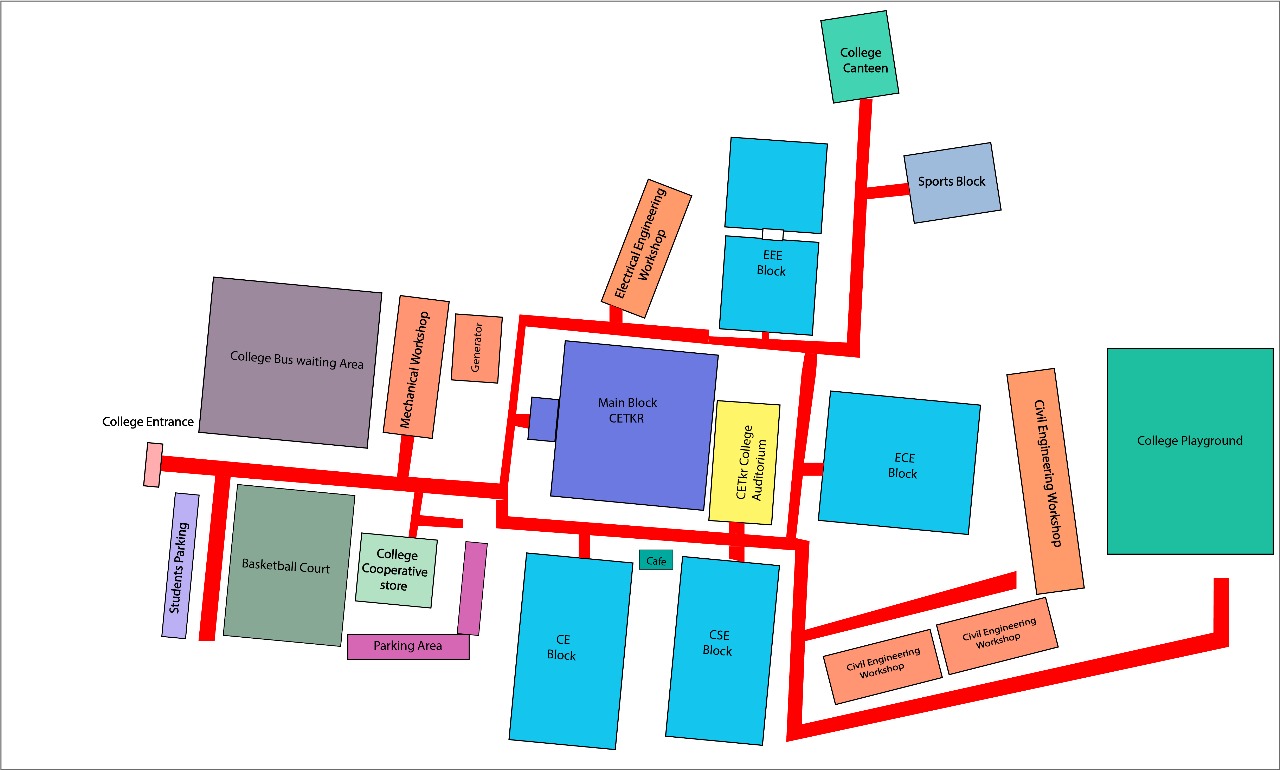 College
Canteen
Sports Block
EEE
Block
Electrical Engineering
Workshop
College Bus waiting Area
Mechanical Workshop
Generator
Main Block
CETKR
CETkr College
Auditorium
ECE
Block
Civil Engineering Workshop
College Playground
College Entrance
Students Parking
Basketball Court
College
Cooperative
store
Parking Area
Cafe
CE
Block
CSE
Block
Civil Engineering
Workshop
Civil Engineering
Workshop